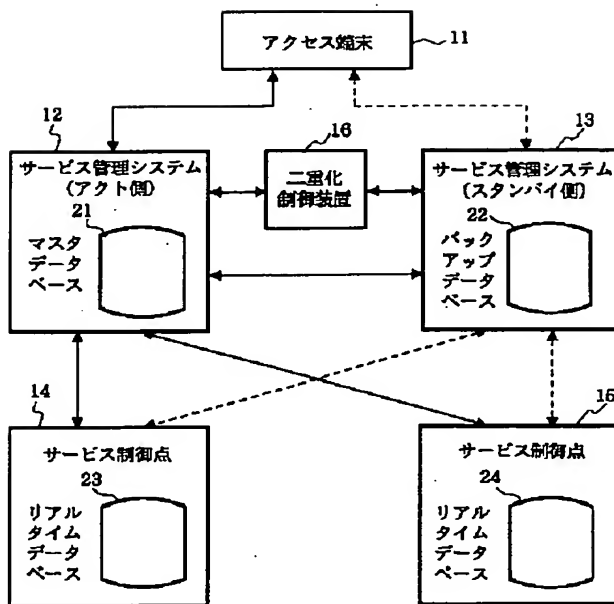 アクセス端末
11
12
16
13
サービス管理システム
(アクト側)
21
マスタ
データ
ベース
二重化
制御装置
サービス管理システム
(スタンバイ側)
22
バック
アップ
データ
ベース
14
15
サービス制御点
23
リアル
タイム
データ
ベース
サービス制御点
24
リアル
タイム
データ
ベース